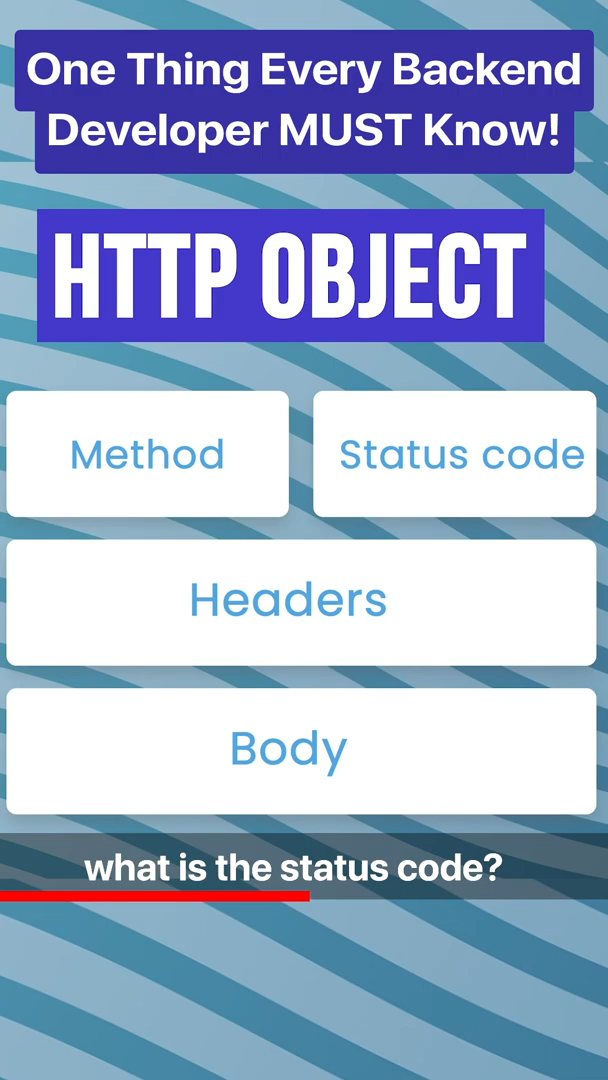 One Thing Every Backend
Developer MUST Know!
HTTP OBJECT
Method
Status code
Headers
Body
what is the status code?